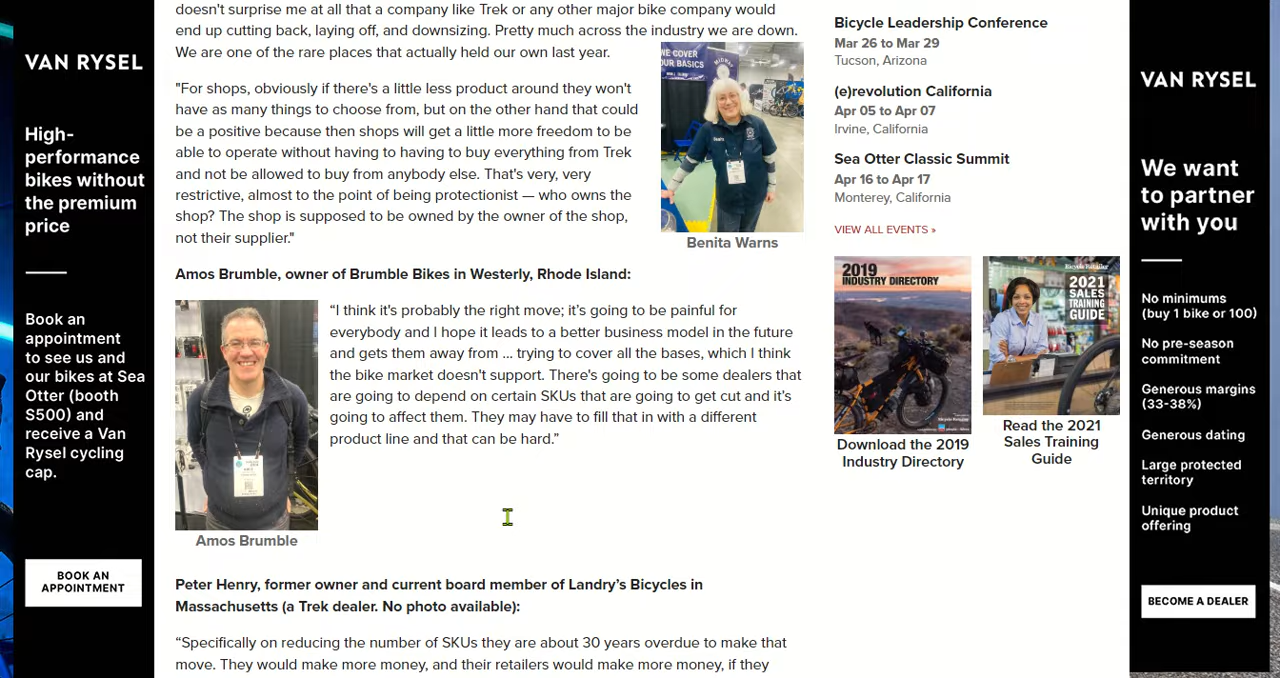 VAN RYSEL
High-
performance
bikes without
the premium
price
Book an
appointment
to see us and
our bikes at Sea
Otter (booth
S500) and
receive a Van
Rysel cycling
cap.
BOOK AN
APPOINTMENT
doesn't surprise me at all that a company like Trek or any other major bike company would
end up cutting back, laying off, and downsizing. Pretty much across the industry we are down.
We are one of the rare places that actually held our own last year.
"For shops, obviously if there's a little less product around they won't
have as many things to choose from, but on the other hand that could
be a positive because then shops will get a little more freedom to be
able to operate without having to having to buy everything from Trek
and not be allowed to buy from anybody else. That's very, very
restrictive, almost to the point of being protectionist — who owns the
shop? The shop is supposed to be owned by the owner of the shop,
not their supplier."
WE COVER
OUR BASICS
Benita Warns
Amos Brumble, owner of Brumble Bikes in Westerly, Rhode Island:
“I think it's probably the right move; it’s going to be painful for
everybody and I hope it leads to a better business model in the future
and gets them away from ... trying to cover all the bases, which I think
the bike market doesn't support. There's going to be some dealers that
are going to depend on certain SKUs that are going to get cut and it's
going to affect them. They may have to fill that in with a different
product line and that can be hard.”
Amos Brumble
Peter Henry, former owner and current board member of Landry’s Bicycles in
Massachusetts (a Trek dealer. No photo available):
“Specifically on reducing the number of SKUs they are about 30 years overdue to make that
move. They would make more money, and their retailers would make more money, if they
Bicycle Leadership Conference
Mar 26 to Mar 29
Tucson, Arizona
(e)revolution California
Apr 05 to Apr 07
Irvine, California
Sea Otter Classic Summit
Apr 16 to Apr 17
Monterey, California
VIEW ALL EVENTS »
2019
INDUSTRY DIRECTORY
Download the 2019
Industry Directory
Bicycle Retailer
2021
SALES
TRAINING
GUIDE
Read the 2021
Sales Training
Guide
VAN RYSEL
We want
to partner
with you
No minimums
(buy 1 bike or 100)
No pre-season
commitment
Generous margins
(33-38%)
Generous dating
Large protected
territory
Unique product
offering
BECOME A DEALER